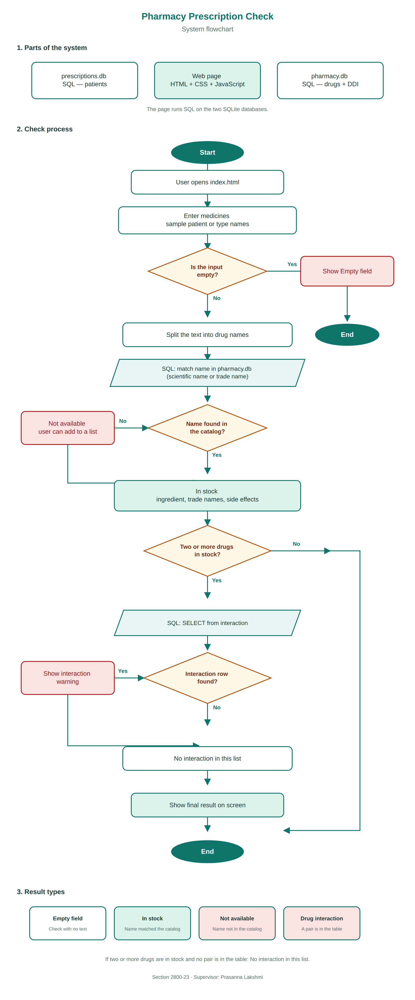 Pharmacy Prescription Check
System flowchart
1. Parts of the system
prescriptions.db
SQL — patients
Web page
HTML + CSS + JavaScript
pharmacy.db
SQL — drugs + DDI
The page runs SQL on the two SQLite databases.
2. Check process
Start
User opens index.html
Enter medicines
sample patient or type names
Is the input
empty?
Yes
Show Empty field
No
End
Split the text into drug names
SQL: match name in pharmacy.db
(scientific name or trade name)
Not available
user can add to a list
No
Name found in
the catalog?
Yes
In stock
ingredient, trade names, side effects
Two or more drugs
in stock?
No
Yes
SQL: SELECT from interaction
Show interaction
warning
Yes
Interaction row
found?
No
No interaction in this list
Show final result on screen
End
3. Result types
Empty field
Check with no text
In stock
Name matched the catalog
Not available
Name not in the catalog
Drug interaction
A pair is in the table
If two or more drugs are in stock and no pair is in the table: No interaction in this list.
Section 2800-23 · Supervisor: Prasanna Lakshmi